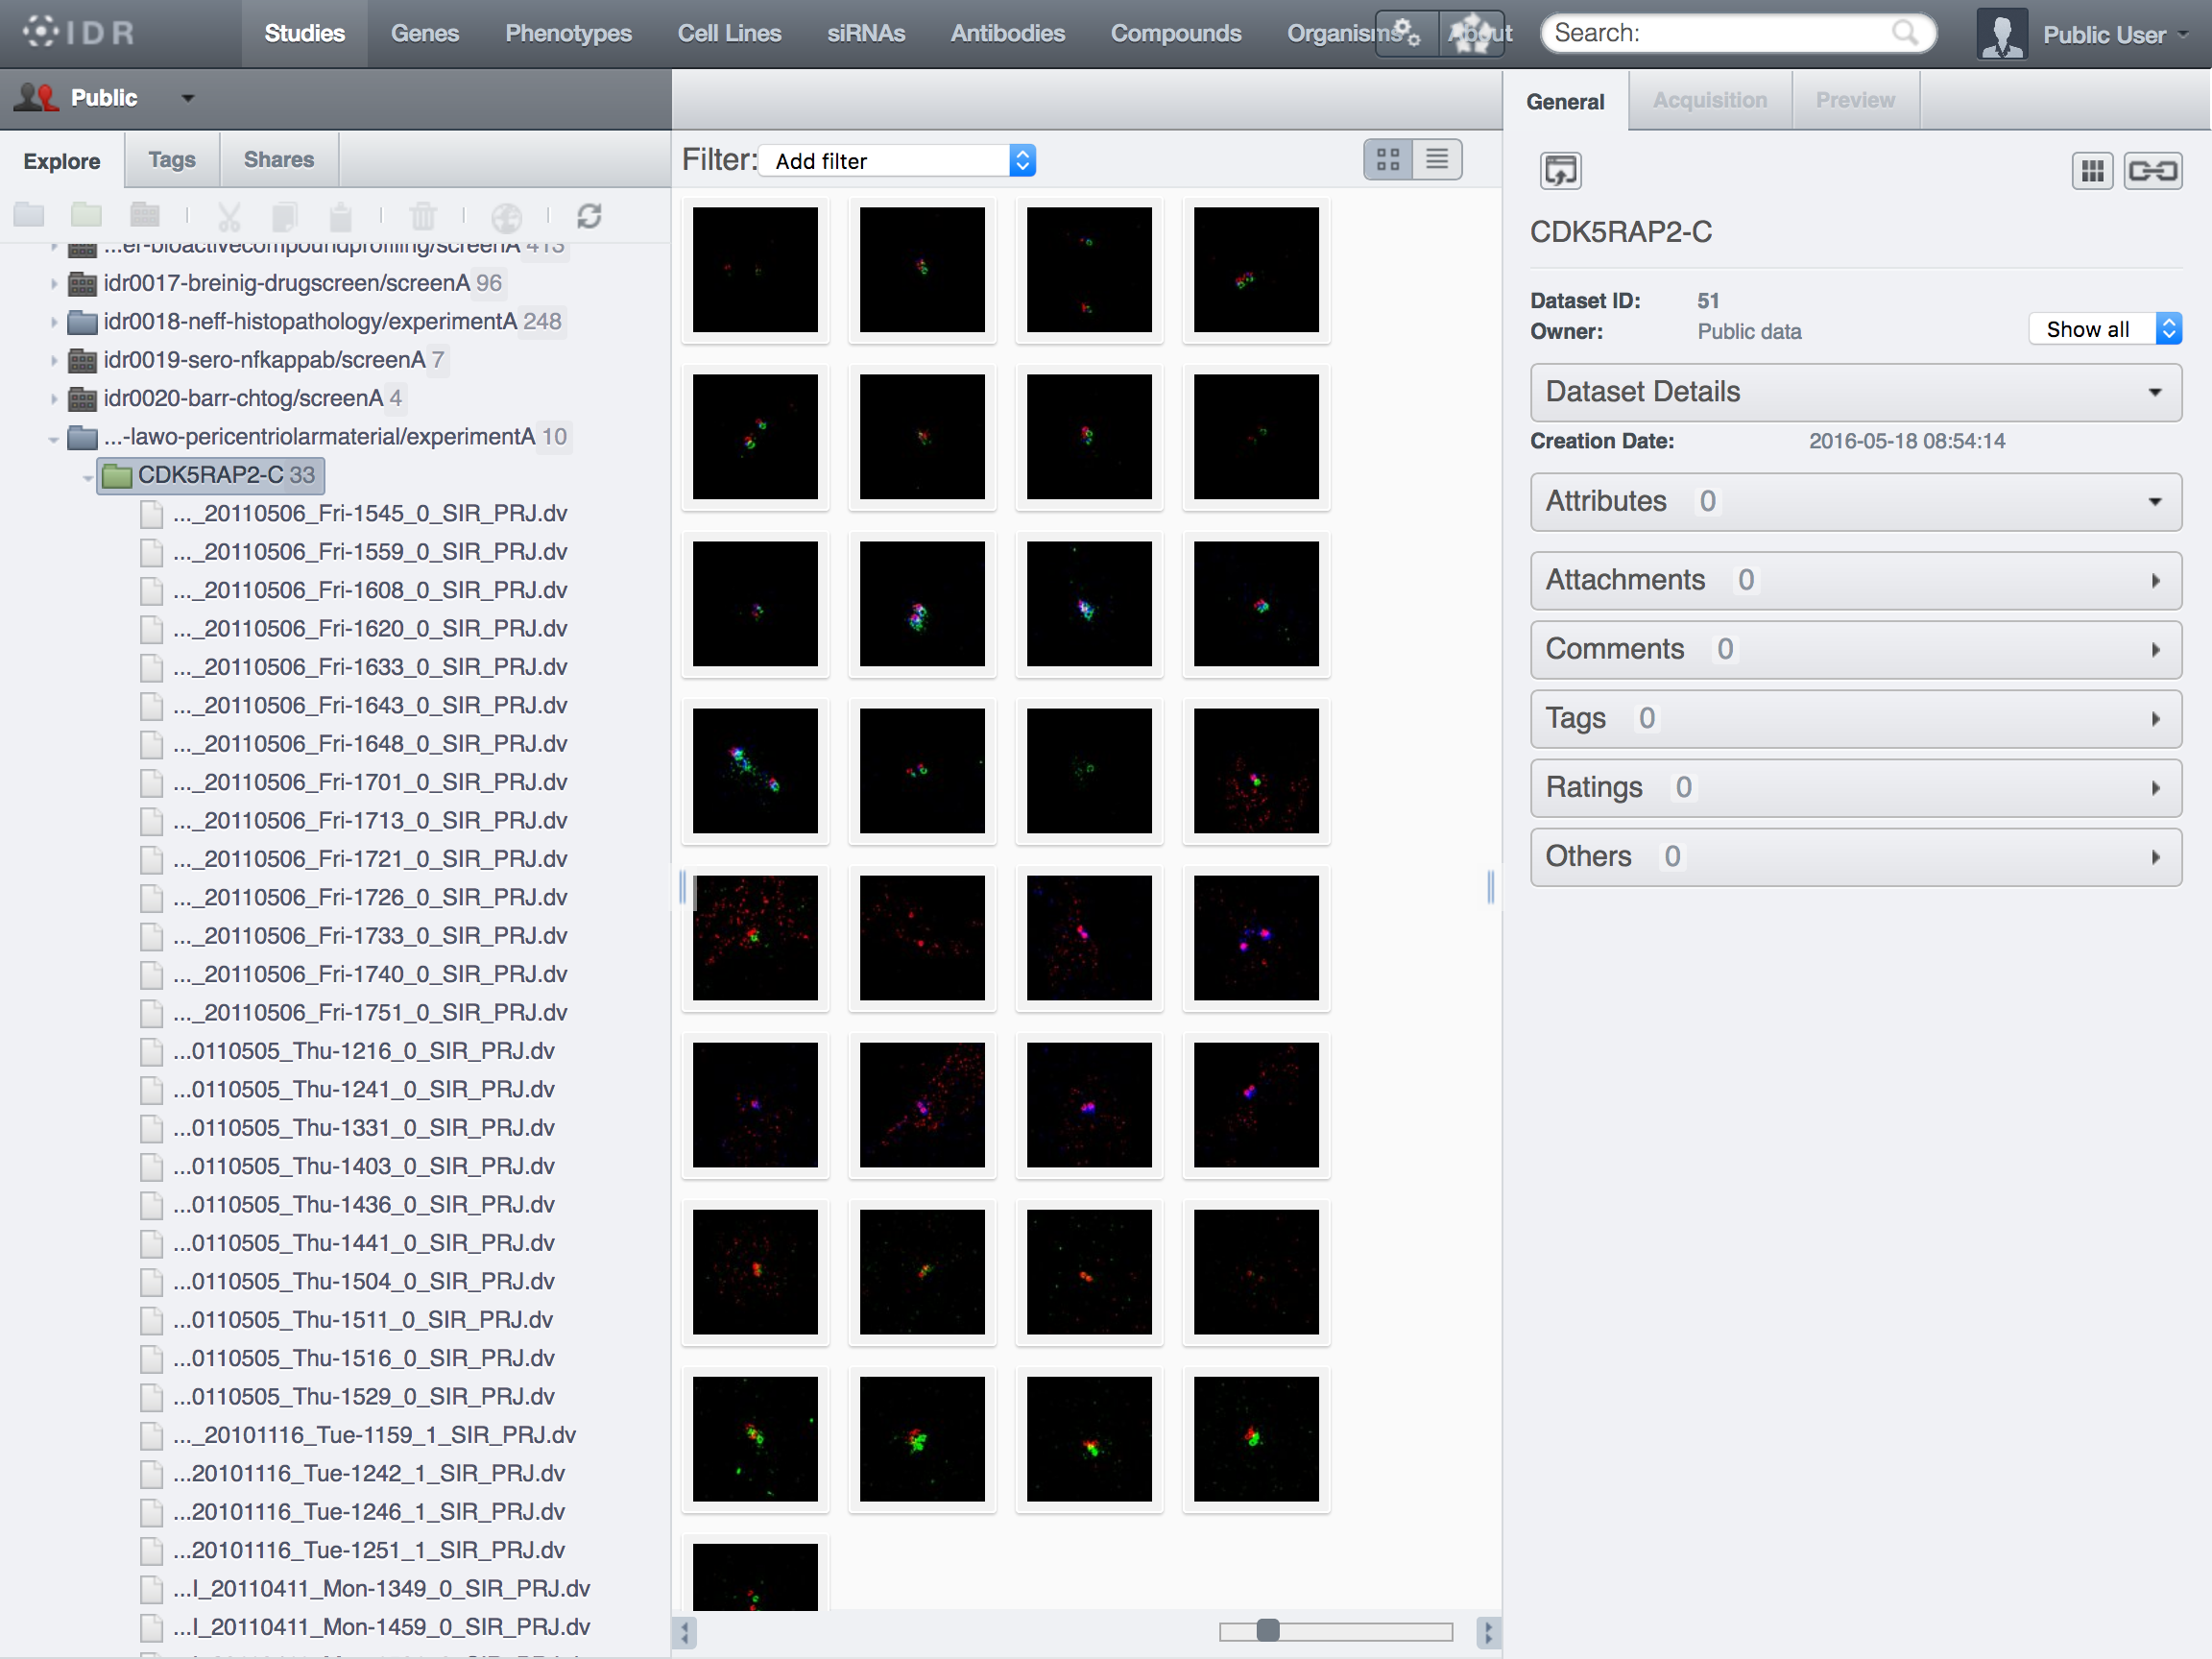 IDR Studies Genes Phenotypes Cell Lines siRNAs Antibodies Compounds Organisms About Search: Public User
Public
General Acquisition Preview
Explore Tags Shares
Filter: Add filter
...er-bioactivecompoundprofiling/screenA 413
idr0017-breinig-drugscreen/screenA 96
idr0018-neff-histopathology/experimentA 248
idr0019-sero-nfkappab/screenA 7
idr0020-barr-chtog/screenA 4
...-lawo-pericentriolarmaterial/experimentA 10
CDK5RAP2-C 33
..._20110506_Fri-1545_0_SIR_PRJ.dv
..._20110506_Fri-1559_0_SIR_PRJ.dv
..._20110506_Fri-1608_0_SIR_PRJ.dv
..._20110506_Fri-1620_0_SIR_PRJ.dv
..._20110506_Fri-1633_0_SIR_PRJ.dv
..._20110506_Fri-1643_0_SIR_PRJ.dv
..._20110506_Fri-1648_0_SIR_PRJ.dv
..._20110506_Fri-1701_0_SIR_PRJ.dv
..._20110506_Fri-1713_0_SIR_PRJ.dv
..._20110506_Fri-1721_0_SIR_PRJ.dv
..._20110506_Fri-1726_0_SIR_PRJ.dv
..._20110506_Fri-1733_0_SIR_PRJ.dv
..._20110506_Fri-1740_0_SIR_PRJ.dv
..._20110506_Fri-1751_0_SIR_PRJ.dv
...0110505_Thu-1216_0_SIR_PRJ.dv
...0110505_Thu-1241_0_SIR_PRJ.dv
...0110505_Thu-1331_0_SIR_PRJ.dv
...0110505_Thu-1403_0_SIR_PRJ.dv
...0110505_Thu-1436_0_SIR_PRJ.dv
...0110505_Thu-1441_0_SIR_PRJ.dv
...0110505_Thu-1504_0_SIR_PRJ.dv
...0110505_Thu-1511_0_SIR_PRJ.dv
...0110505_Thu-1516_0_SIR_PRJ.dv
...0110505_Thu-1529_0_SIR_PRJ.dv
..._20101116_Tue-1159_1_SIR_PRJ.dv
...20101116_Tue-1242_1_SIR_PRJ.dv
...20101116_Tue-1246_1_SIR_PRJ.dv
...20101116_Tue-1251_1_SIR_PRJ.dv
...l_20110411_Mon-1349_0_SIR_PRJ.dv
...l_20110411_Mon-1459_0_SIR_PRJ.dv
CDK5RAP2-C
Dataset ID: 51
Owner: Public data
Show all
Dataset Details
Creation Date: 2016-05-18 08:54:14
Attributes 0
Attachments 0
Comments 0
Tags 0
Ratings 0
Others 0